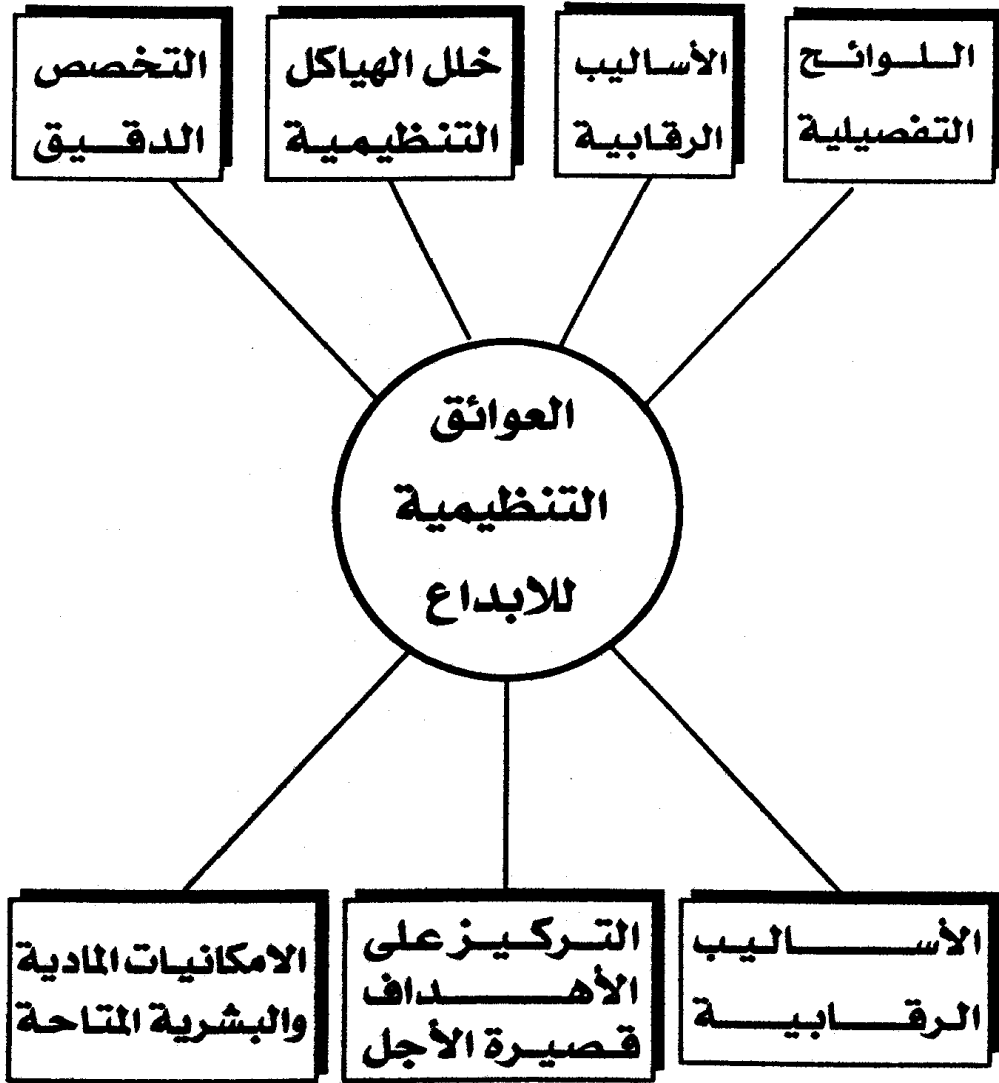 اللوائح
التفصيلية
الأساليب
الرقابية
خلل الهياكل
التنظيمية
التخصص
الدقيق
العوائق
التنظيمية
للابداع
الأساليب
الرقابية
التركيز على
الأهداف
قصيرة الأجل
الامكانيات المادية
والبشرية المتاحة